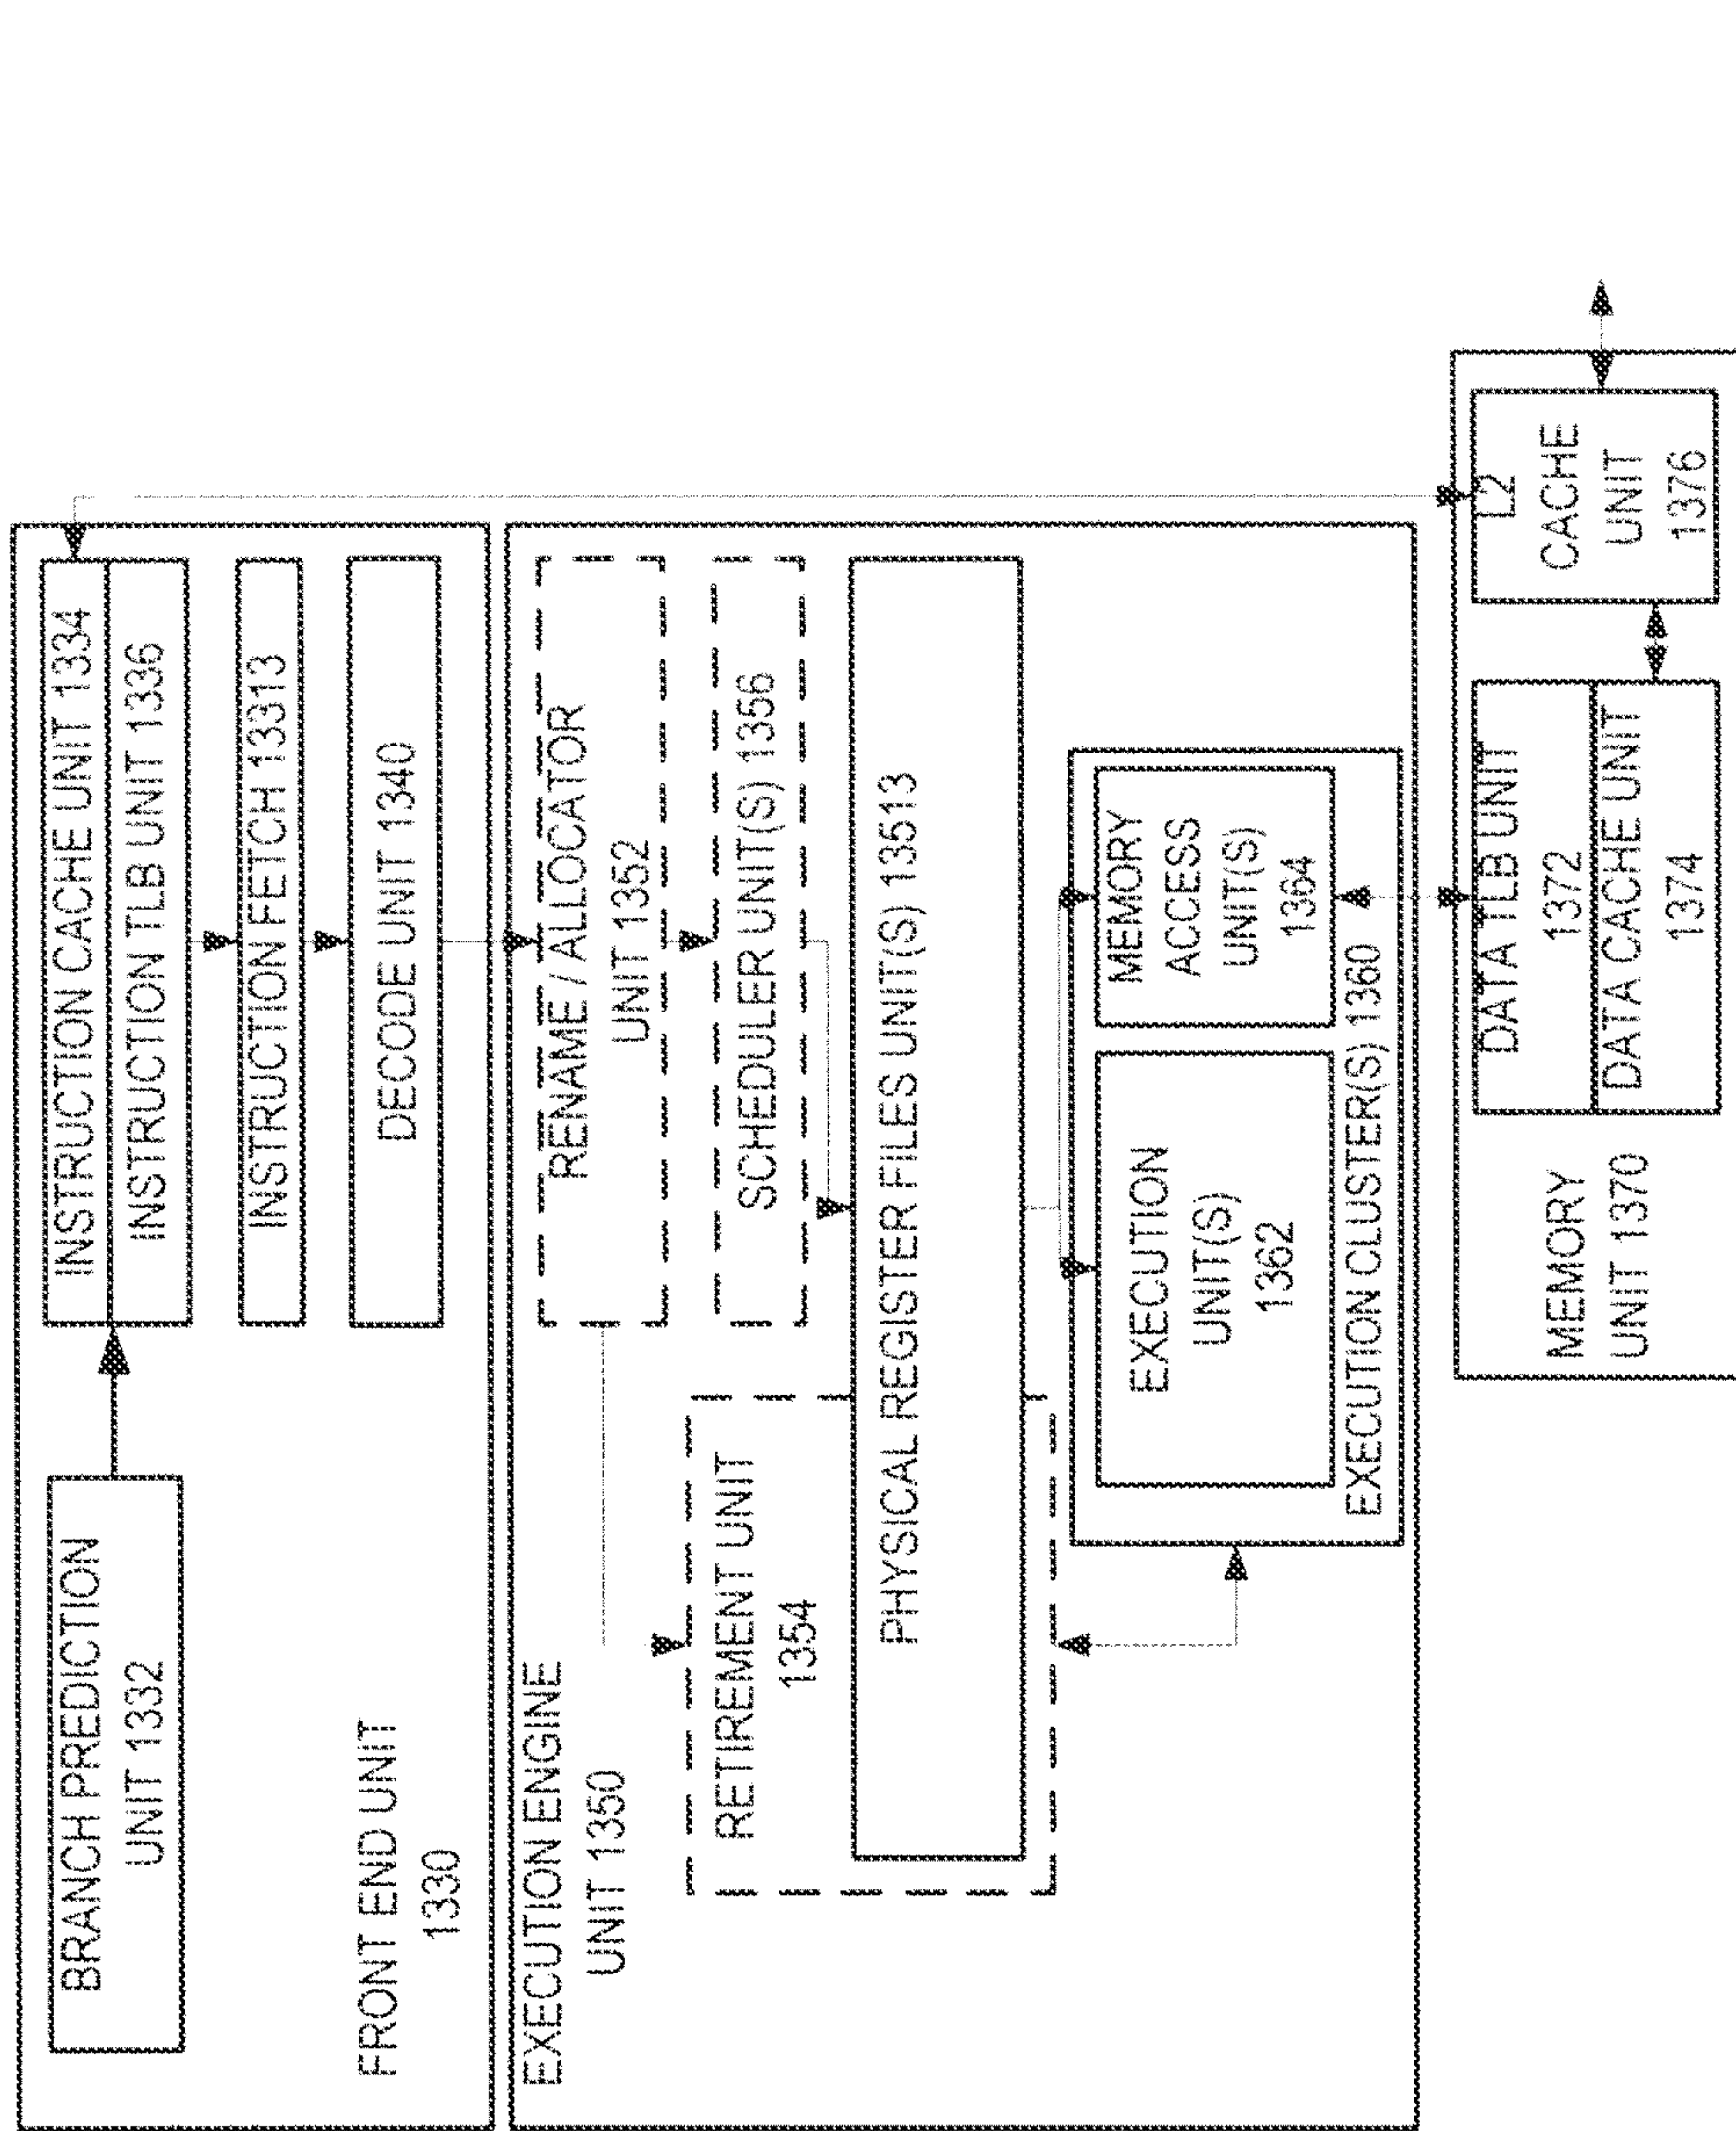 BRANCH PREDICTION
UNIT 1332
INSTRUCTION CACHE UNIT 1334
INSTRUCTION TLB UNIT 1336
INSTRUCTION FETCH 13313
DECODE UNIT 1340
FRONT END UNIT
1330
EXECUTION ENGINE
UNIT 1350
RENAME / ALLOCATOR
UNIT 1352
RETIREMENT UNIT
1354
SCHEDULER UNIT(S) 1356
PHYSICAL REGISTER FILES UNIT(S) 13513
EXECUTION
UNIT(S)
1362
MEMORY
ACCESS
UNIT(S)
1364
EXECUTION CLUSTER(S) 1360
MEMORY
UNIT 1370
DATA TLB UNIT
1372
DATA CACHE UNIT
1374
L2
CACHE
UNIT
1376